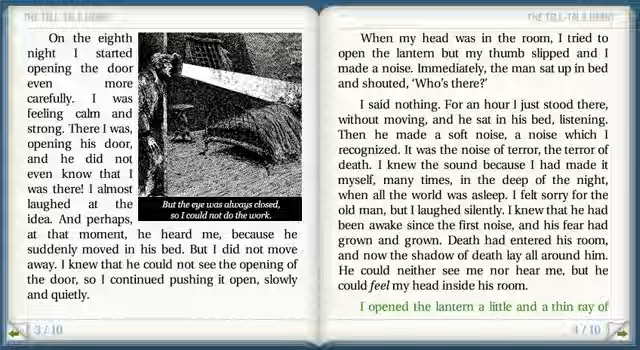 THE TELL-TALE HEART
On the eighth
night I started
opening the door
even more
carefully. I was
feeling calm and
strong. There I was,
opening his door,
and he did not
even know that I
was there! I almost
laughed at the
idea. And perhaps,
at that moment, he heard me, because he
suddenly moved in his bed. But I did not move
away. I knew that he could not see the opening of
the door, so I continued pushing it open, slowly
and quietly.
But the eye was always closed,
so I could not do the work.
3 / 10
THE TELL-TALE HEART
When my head was in the room, I tried to
open the lantern but my thumb slipped and I
made a noise. Immediately, the man sat up in bed
and shouted, ‘Who’s there?’
I said nothing. For an hour I just stood there,
without moving, and he sat in his bed, listening.
Then he made a soft noise, a noise which I
recognized. It was the noise of terror, the terror of
death. I knew the sound because I had made it
myself, many times, in the deep of the night,
when all the world was asleep. I felt sorry for the
old man, but I laughed silently. I knew that he had
been awake since the first noise, and his fear had
grown and grown. Death had entered his room,
and now the shadow of death lay all around him.
He could neither see me nor hear me, but he
could feel my head inside his room.
I opened the lantern a little and a thin ray of
4 / 10